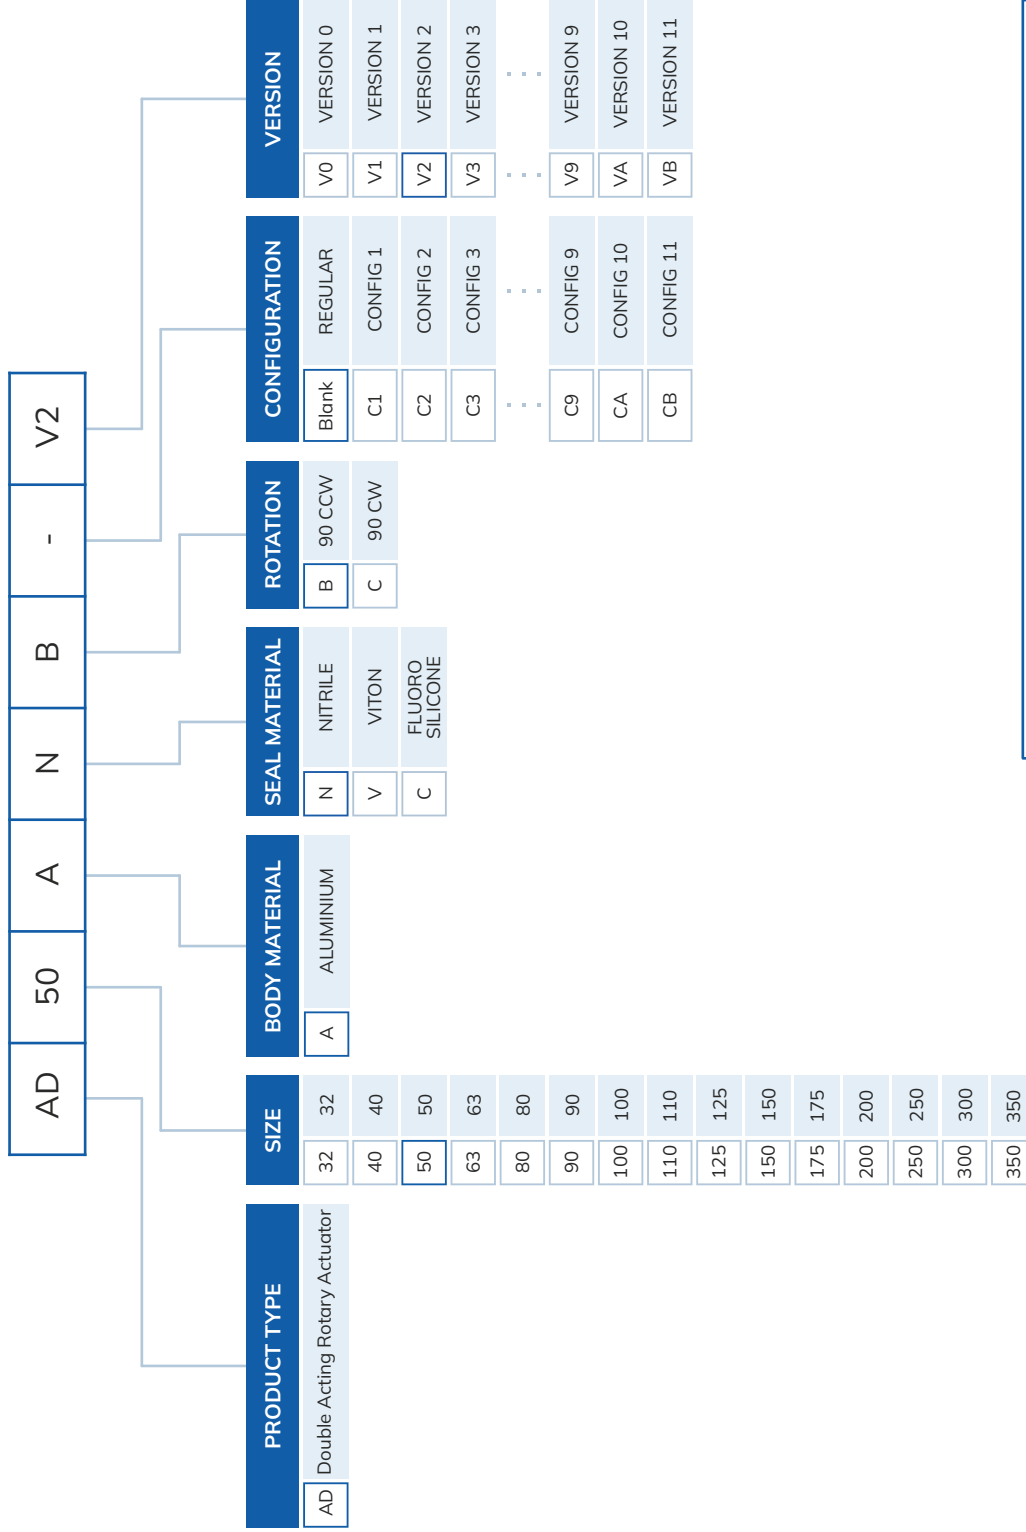 AD 50 A N B - V2
PRODUCT TYPE
AD Double Acting Rotary Actuator
SIZE
32 32
40 40
50 50
63 63
80 80
90 90
100 100
110 110
125 125
150 150
175 175
200 200
250 250
300 300
350 350
BODY MATERIAL
A ALUMINIUM
SEAL MATERIAL
N NITRILE
V VITON
C FLUORO
SILICONE
ROTATION
B 90 CCW
C 90 CW
CONFIGURATION
Blank REGULAR
C1 CONFIG 1
C2 CONFIG 2
C3 CONFIG 3
... ...
C9 CONFIG 9
CA CONFIG 10
CB CONFIG 11
VERSION
V0 VERSION 0
V1 VERSION 1
V2 VERSION 2
V3 VERSION 3
... ...
V9 VERSION 9
VA VERSION 10
VB VERSION 11